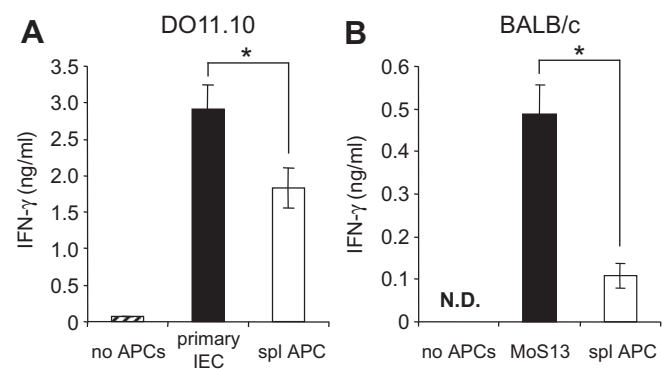 A
DO11.10
*
IFN-γ (ng/ml)
3.5
3.0
2.5
2.0
1.5
1.0
0.5
0
no APCs
primary
IEC
spl APC
B
BALB/c
*
IFN-γ (ng/ml)
0.6
0.5
0.4
0.3
0.2
0.1
0
N.D.
no APCs
MoS13
spl APC